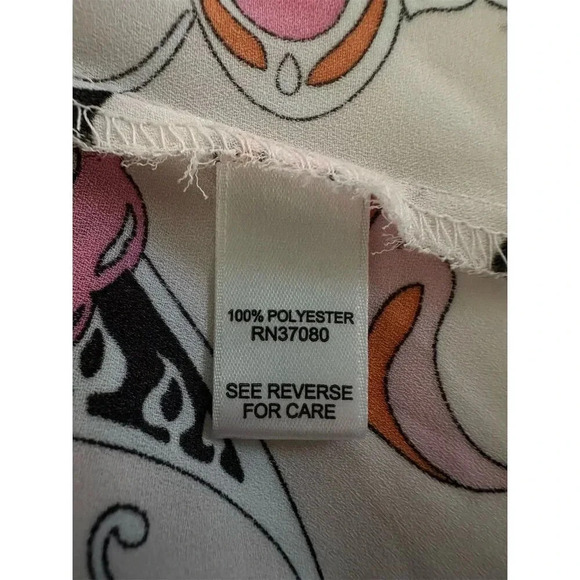 100% POLYESTER
RN37080
SEE REVERSE
FOR CARE